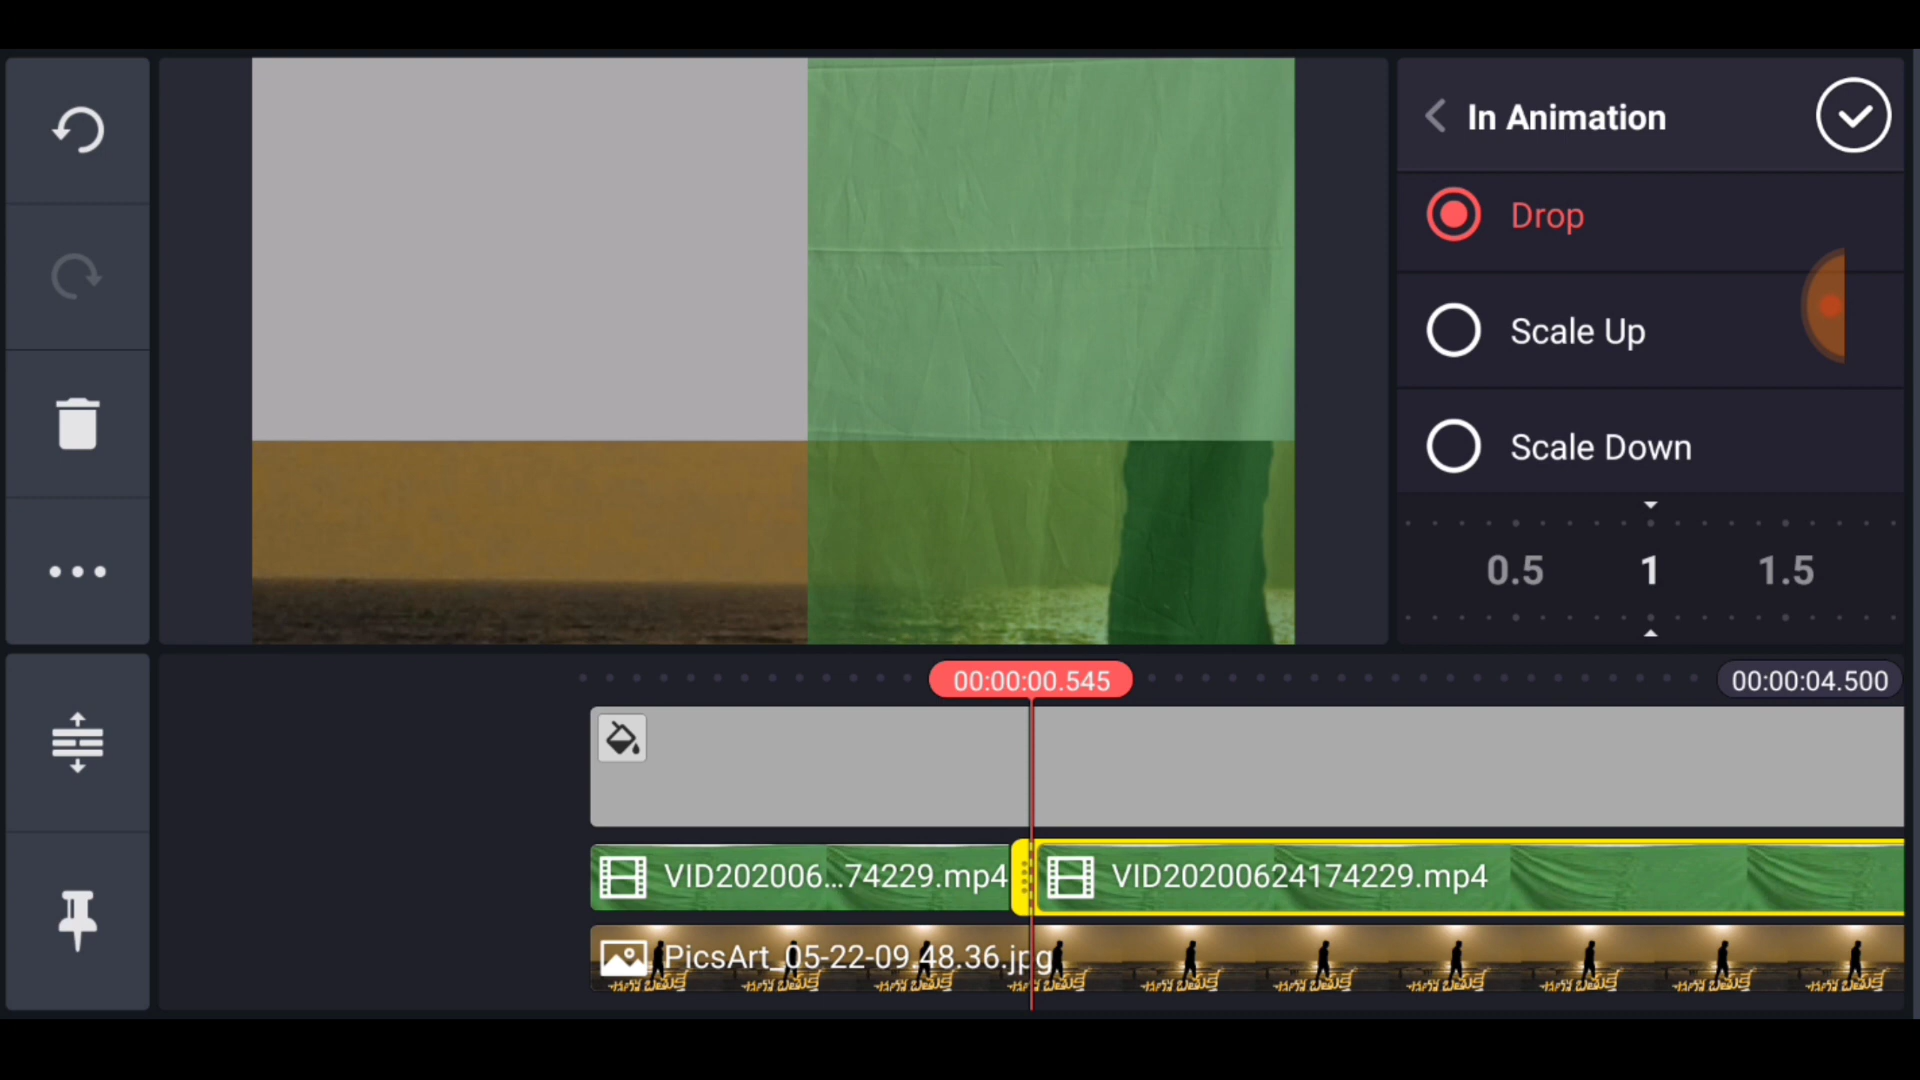 In Animation
Drop
Scale Up
Scale Down
0.5 1 1.5
00:00:00.545
00:00:04.500
VID202006...74229.mp4
VID20200624174229.mp4
PicsArt_05-22-09.48.36.jpg